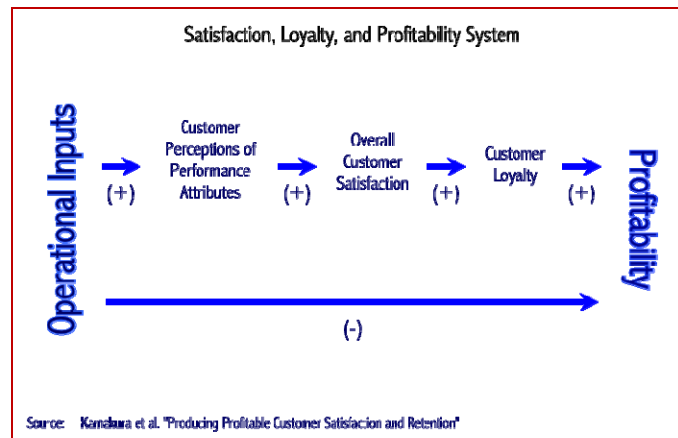 Satisfaction, Loyalty, and Profitability System
Operational Inputs
(+)
Customer
Perceptions of
Performance
Attributes
(+)
Overall
Customer
Satisfaction
(+)
Customer
Loyalty
(+)
Profitability
(-)
Source: Kamakura et al. "Producing Profitable Customer Satisfaction and Retention"